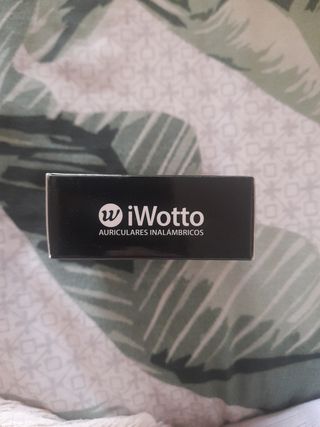 w iWotto
AURICULARES INALÁMBRICOS